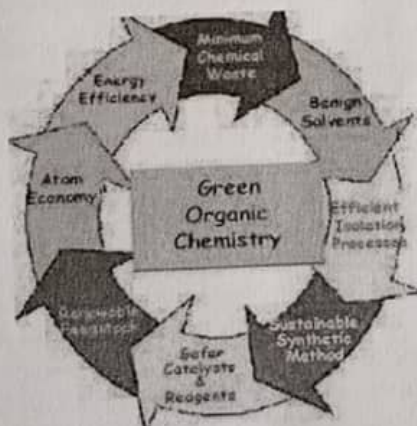 Minimum Chemical
Waste
Benign
Solvents
Efficient
Isolation
Processes
Sustainable
Synthetic
Method
Safer
Catalysts
&
Reagents
Renewable
Feedstock
Atom
Economy
Energy
Efficiency
Green
Organic
Chemistry